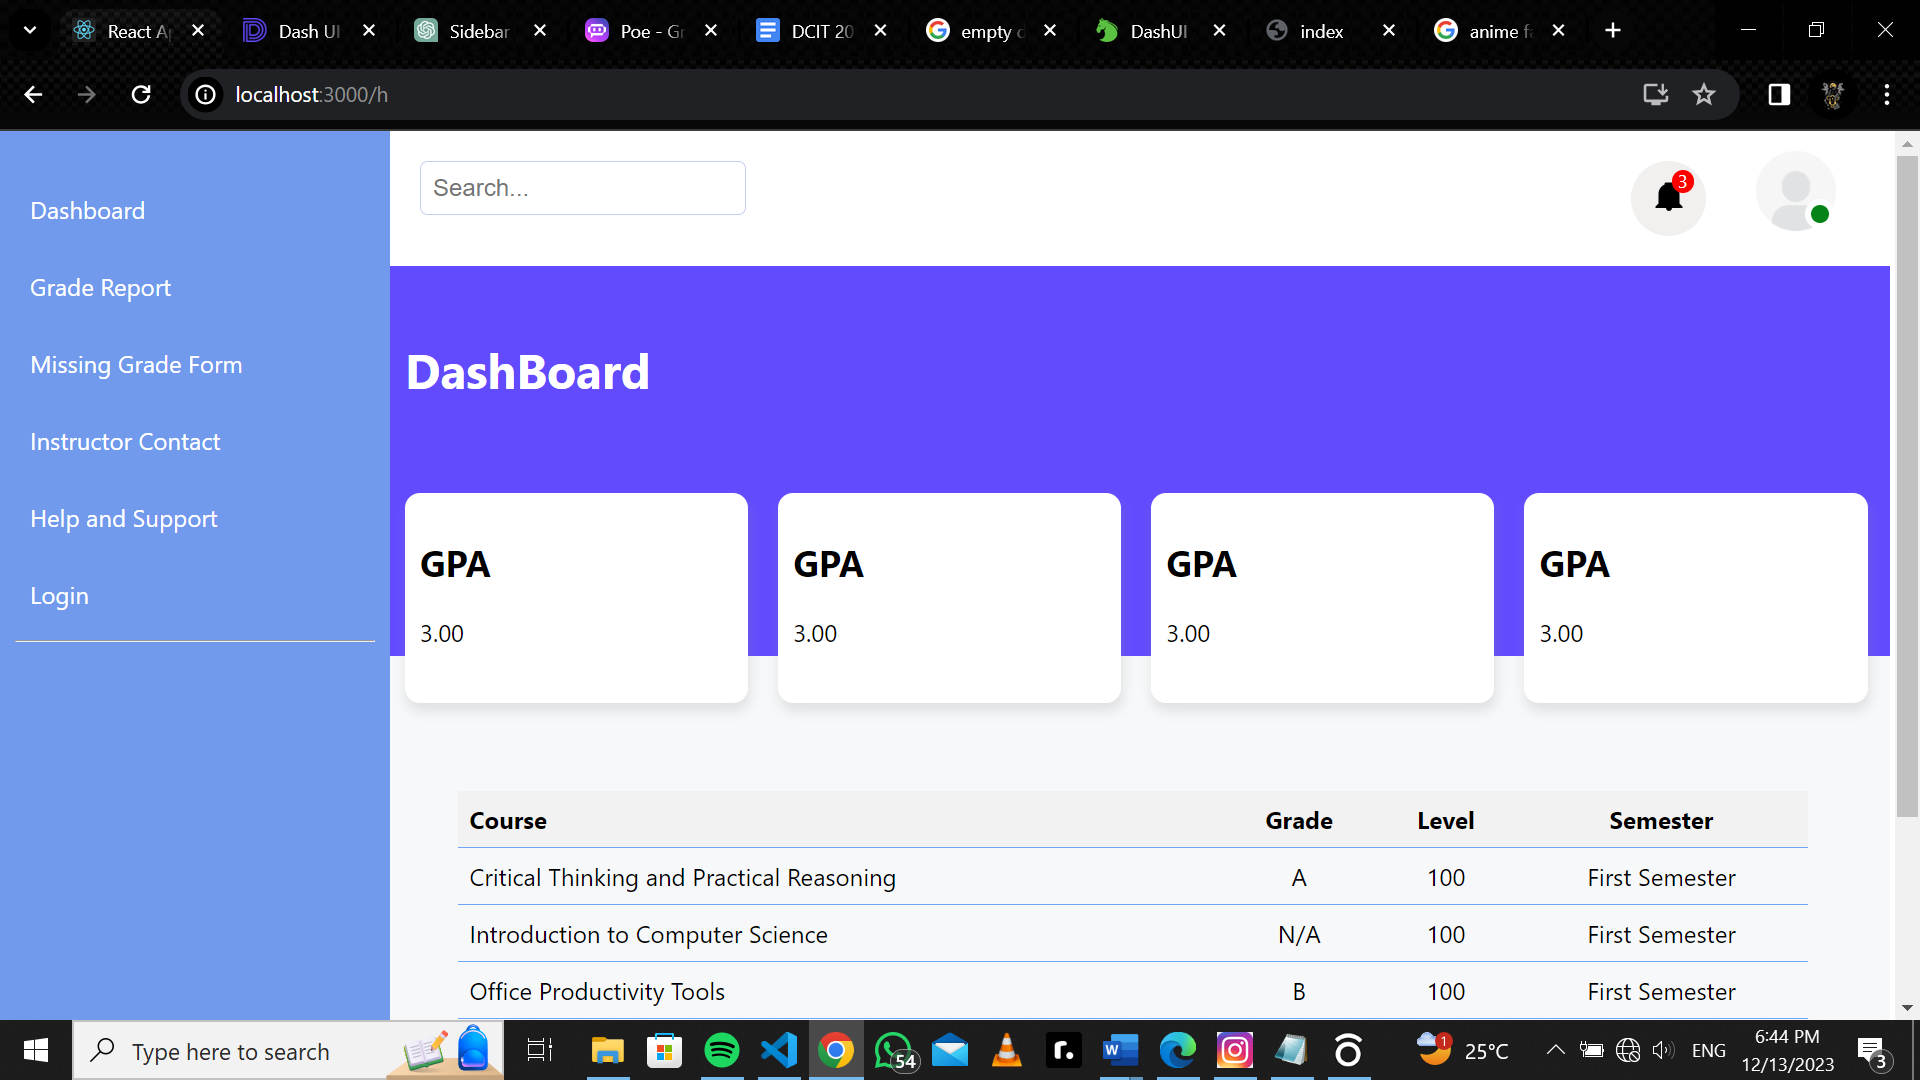 React A
Dash UI
Sidebar
Poe - Gr
DCIT 20
empty
DashUI
index
anime fa
localhost:3000/h
Search...
3
Dashboard
Grade Report
Missing Grade Form
Instructor Contact
Help and Support
Login
DashBoard
GPA GPA GPA GPA
3.00 3.00 3.00 3.00
Course Grade Level Semester
Critical Thinking and Practical Reasoning A 100 First Semester
Introduction to Computer Science N/A 100 First Semester
Office Productivity Tools B 100 First Semester
Type here to search
54
r.
W
1
25°C
ENG
6:44 PM
12/13/2023
3